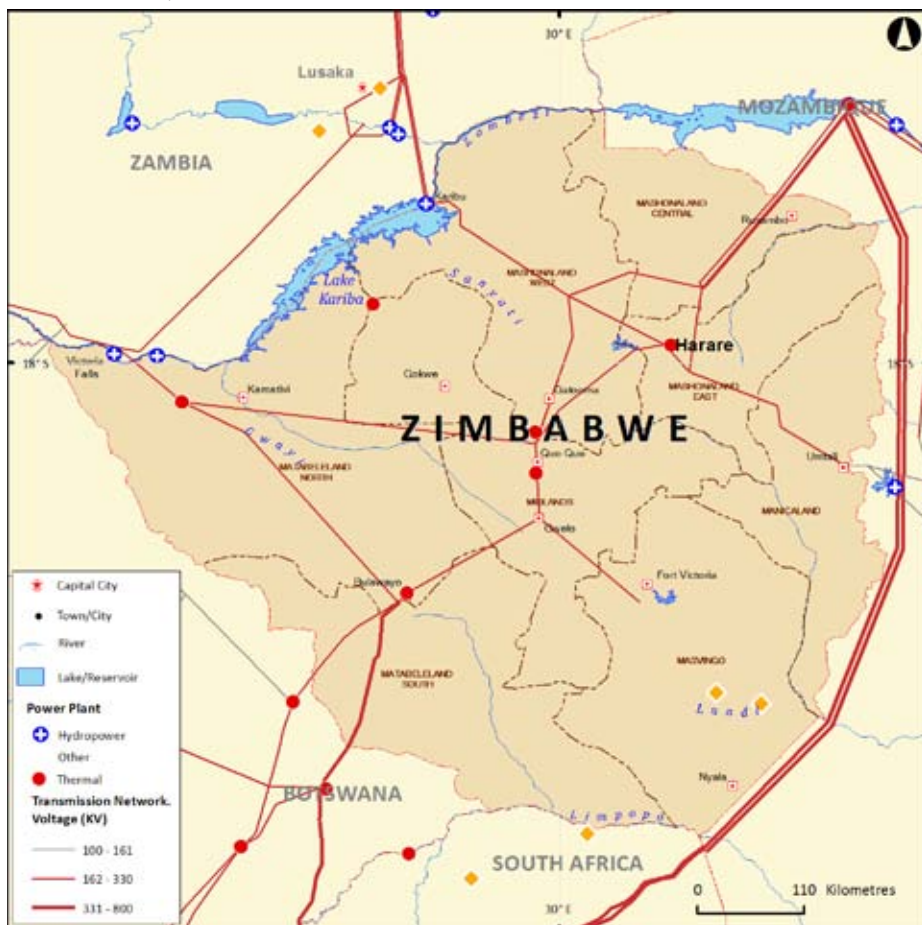 30° E
Lusaka
MOZAMBIQUE
Zambezi
ZAMBIA
Kariba
MASHONALAND
CENTRAL
Lake
Kariba
Sanyati
MASHONALAND
WEST
Harare
Victoria
Falls
18° S
18° S
Kamativi
Gokwe
Gatooma
MASHONALAND
EAST
ZIMBABWE
Gwayi
Que Que
Umtali
MATABELELAND
NORTH
MIDLANDS
MANICALAND
Gwelo
Bulawayo
Fort Victoria
MATABELELAND
SOUTH
MASVINGO
Lundi
Nyala
BOTSWANA
Limpopo
SOUTH AFRICA
30° E
0 110 Kilometres
Capital City
Town/City
River
Lake/Reservoir
Power Plant
Hydropower
Other
Thermal
Transmission Network.
Voltage (KV)
100 - 161
162 - 330
331 - 800